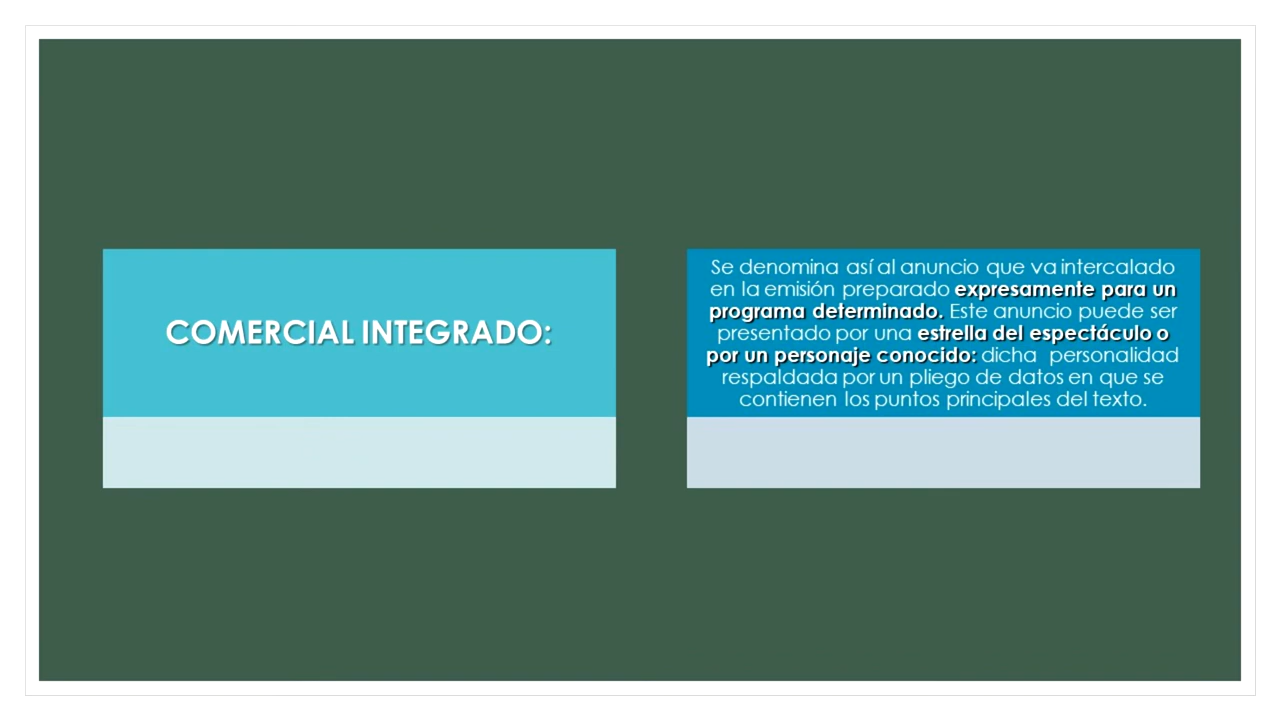 COMERCIAL INTEGRADO:
Se denomina así al anuncio que va intercalado
en la emisión preparado expresamente para un
programa determinado. Este anuncio puede ser
presentado por una estrella del espectáculo o
por un personaje conocido: dicha personalidad
respaldada por un pliego de datos en que se
contienen los puntos principales del texto.